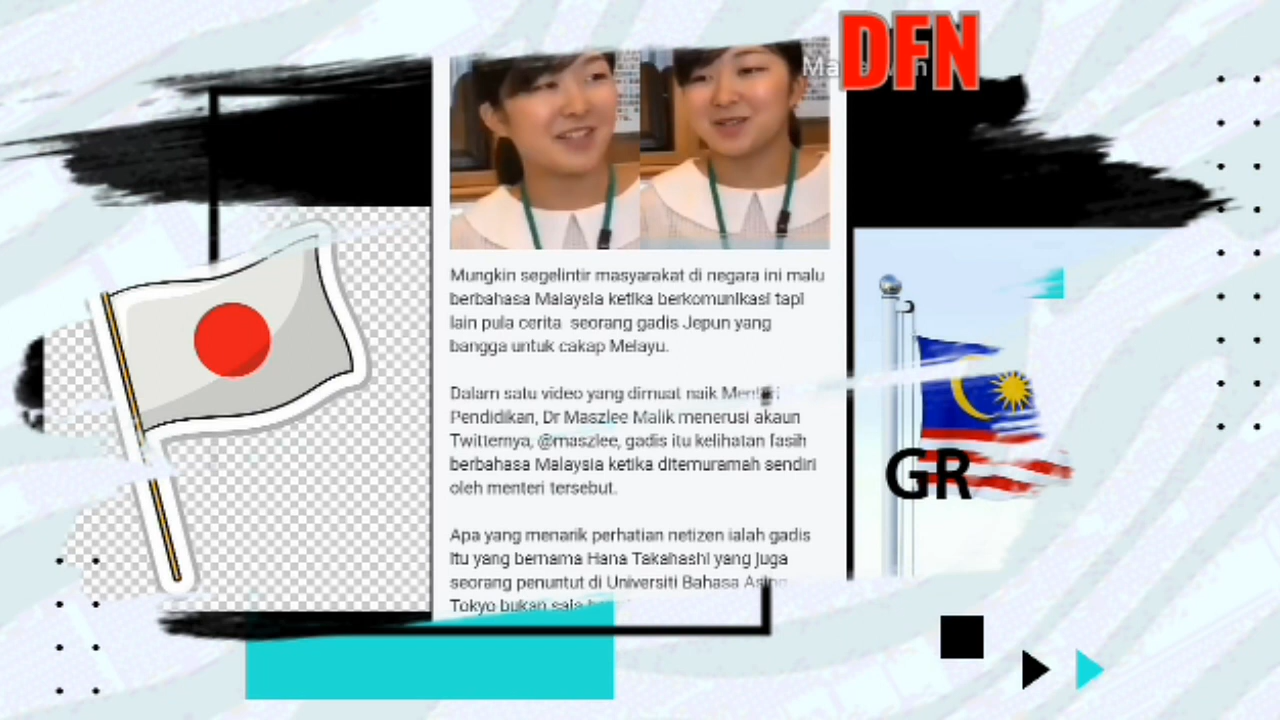 DFN
Mungkin segelintir masyarakat di negara ini malu
berbahasa Malaysia ketika berkomunikasi tapi
lain pula cerita seorang gadis Jepun yang
bangga untuk cakap Melayu.
Dalam satu video yang dimuat naik Menteri
Pendidikan, Dr Maszlee Malik menerusi akaun
Twitternya, @maszlee, gadis itu kelihatan fasih
berbahasa Malaysia ketika ditemuramah sendiri
oleh menteri tersebut.
Apa yang menarik perhatian netizen ialah gadis
itu yang bernama Hana Takahashi yang juga
seorang penuntut di Universiti Bahasa Asing
Tokyo bukan
GR